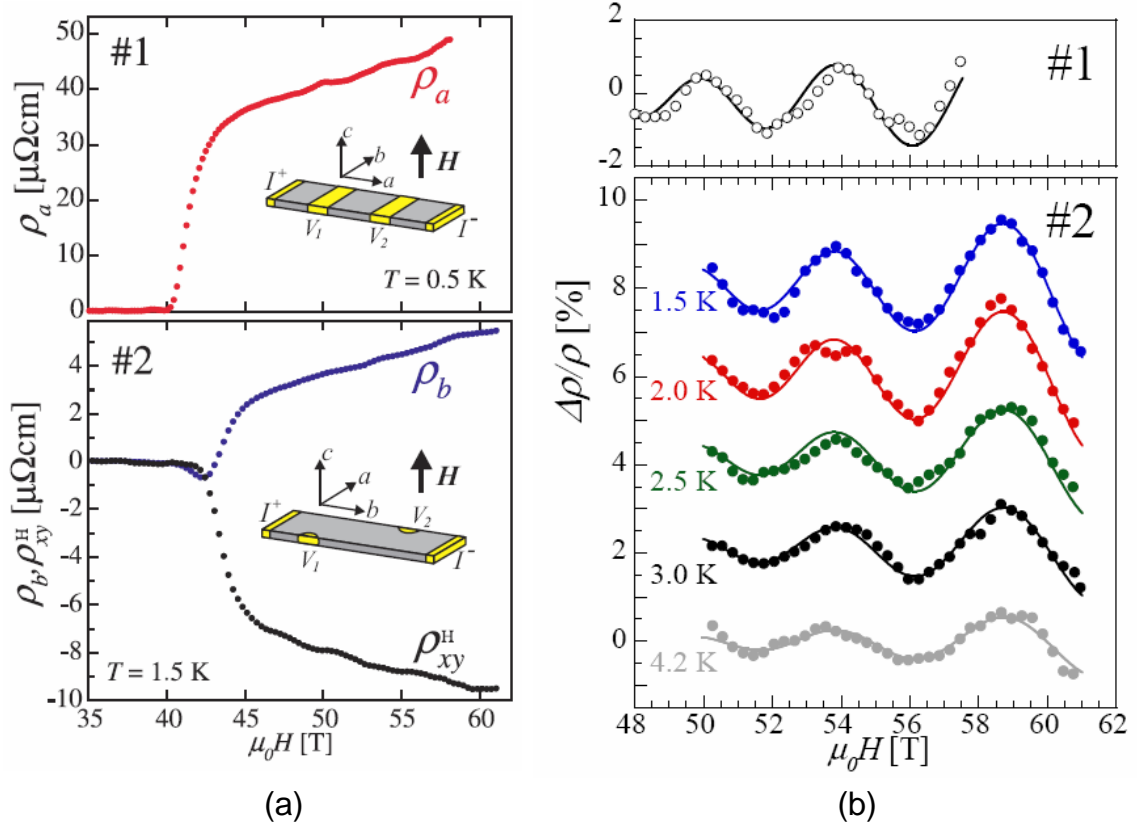 #1
ρa
ρa [μΩcm]
50
40
30
20
10
0
c
b
a
H
I+
V1
V2
I-
T = 0.5 K
#2
ρb
ρb, ρxyH [μΩcm]
4
2
0
-2
-4
-6
-8
-10
c
a
b
H
I+
V2
V1
I-
ρxyH
T = 1.5 K
35 40 45 50 55 60
μ0H [T]
(a)
2
0
-2
#1
#2
Δρ/ρ [%]
10
8
6
4
2
0
1.5 K
2.0 K
2.5 K
3.0 K
4.2 K
48 50 52 54 56 58 60 62
μ0H [T]
(b)